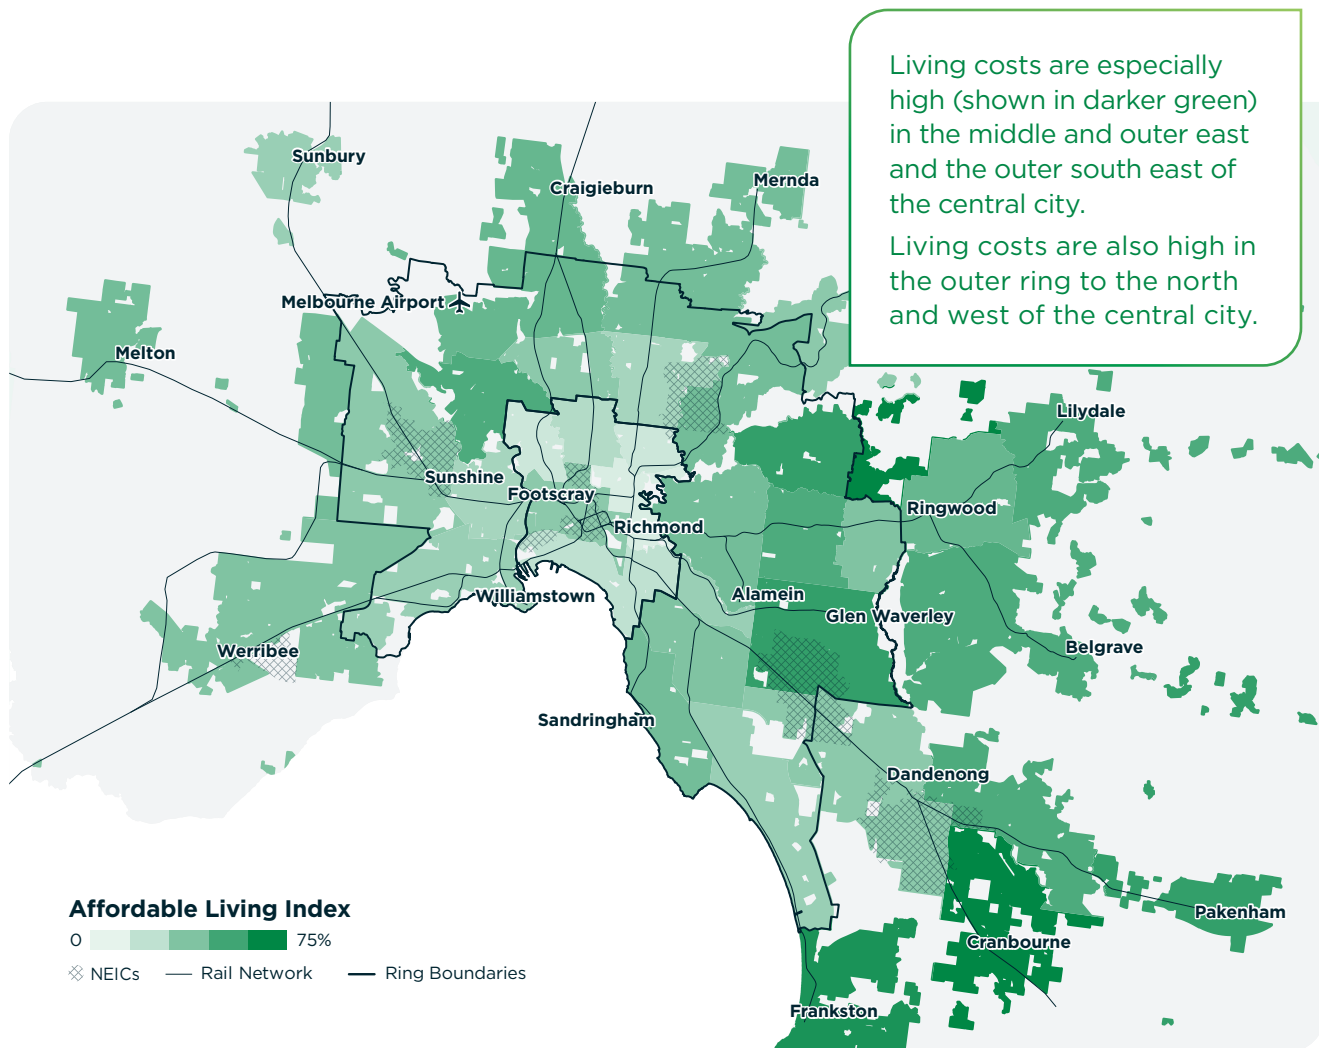 Living costs are especially
high (shown in darker green)
in the middle and outer east
and the outer south east of
the central city.
Living costs are also high in
the outer ring to the north
and west of the central city.
Sunbury
Craigieburn
Mernda
Melbourne Airport
Melton
Lilydale
Sunshine
Footscray
Ringwood
Richmond
Williamstown
Alamein
Glen Waverley
Werribee
Belgrave
Sandringham
Dandenong
Pakenham
Cranbourne
Frankston
Affordable Living Index
0 75%
NEICs Rail Network Ring Boundaries